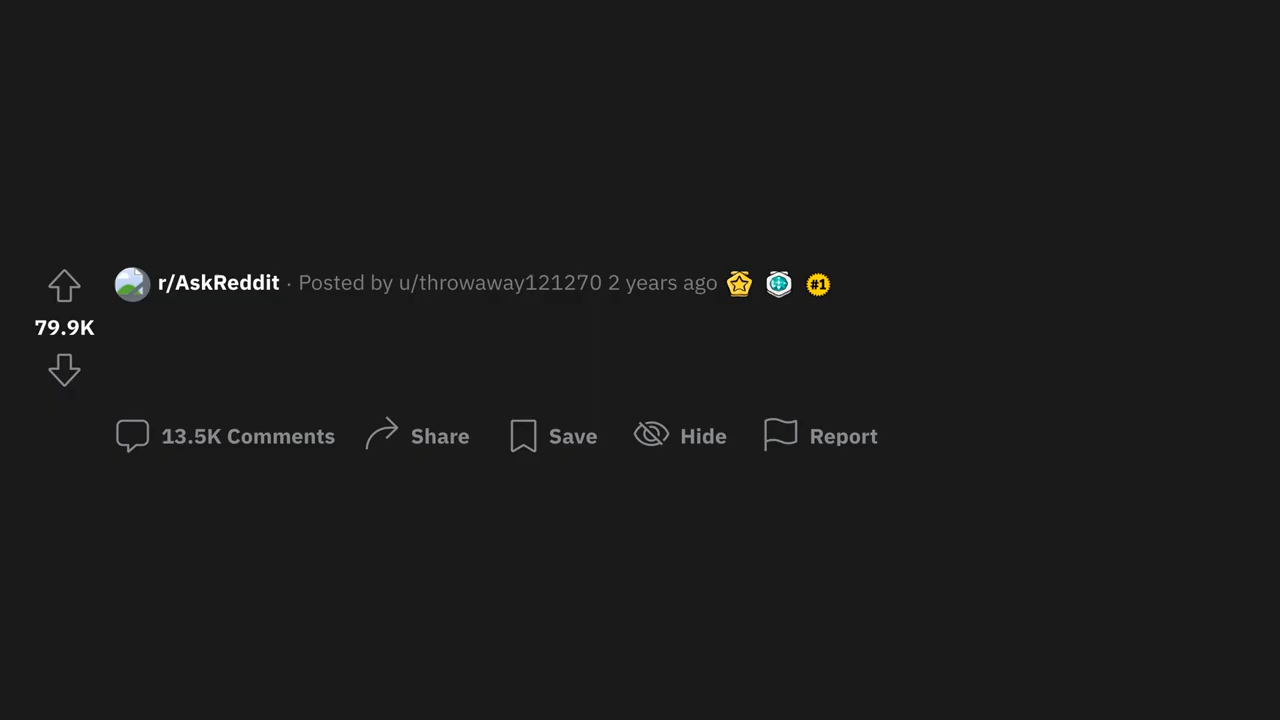 r/AskReddit · Posted by u/throwaway121270 2 years ago #1
79.9K
13.5K Comments Share Save Hide Report